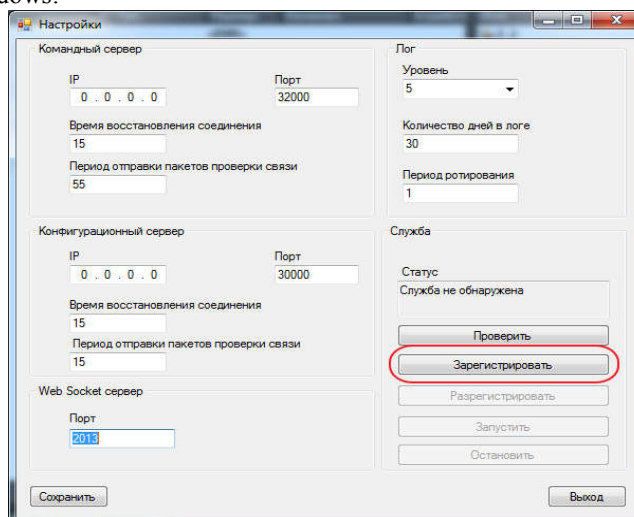 dows:
Настройки
Командный сервер
IP
Порт
0 . 0 . 0 . 0
32000
Время восстановления соединения
15
Период отправки пакетов проверки связи
55
Лог
Уровень
5
Количество дней в логе
30
Период ротирования
1
Конфигурационный сервер
IP
Порт
0 . 0 . 0 . 0
30000
Время восстановления соединения
15
Период отправки пакетов проверки связи
15
Служба
Статус
Служба не обнаружена
Проверить
Зарегистрировать
Разрегистрировать
Запустить
Остановить
Web Socket сервер
Порт
2013
Сохранить
Выход